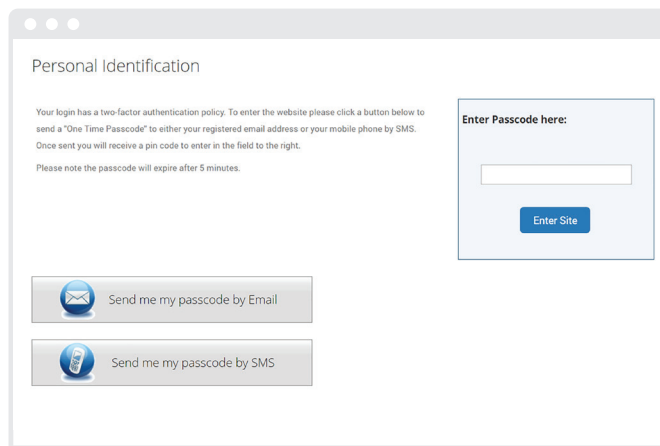 Personal Identification
Your login has a two-factor authentication policy. To enter the website please click a button below to
send a "One Time Passcode" to either your registered email address or your mobile phone by SMS.
Once sent you will receive a pin code to enter in the field to the right.
Please note the passcode will expire after 5 minutes.
Enter Passcode here:
Enter Site
Send me my passcode by Email
Send me my passcode by SMS